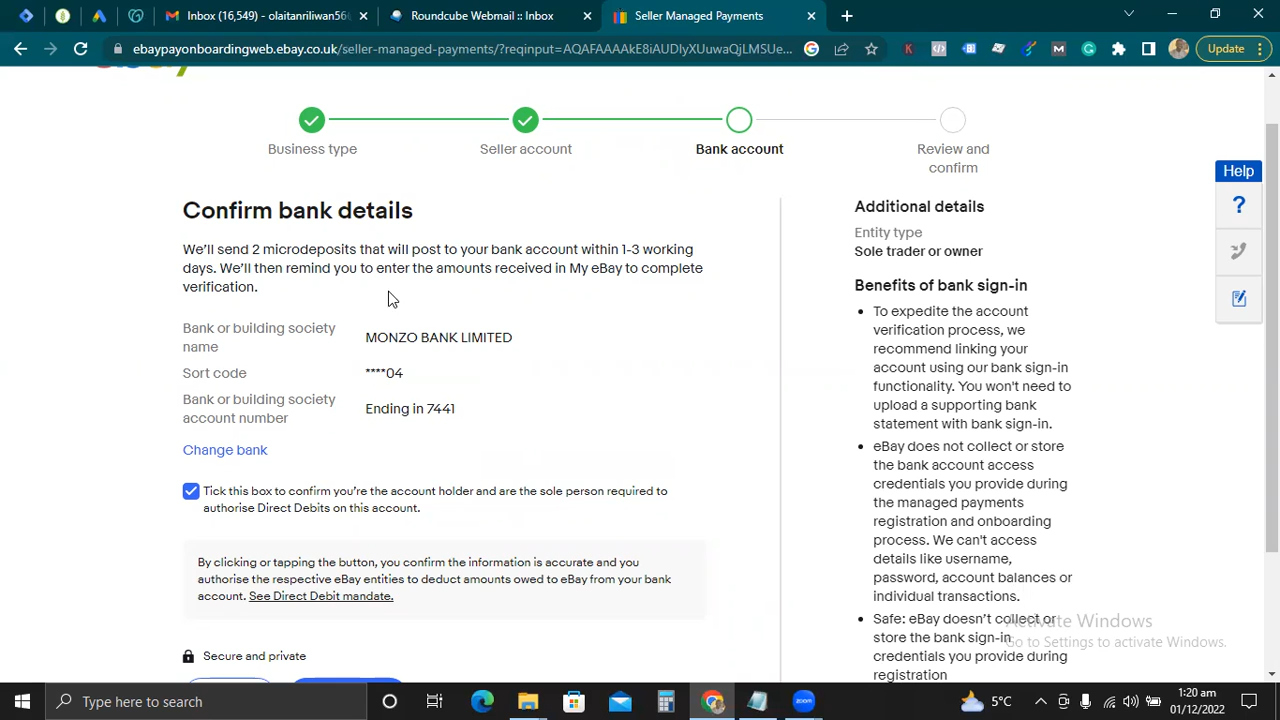 Inbox (16,549) - olaitanriliwan56
Roundcube Webmail :: Inbox
Seller Managed Payments
ebaypayonboardingweb.ebay.co.uk/seller-managed-payments/?reqinput=AQAFAAAAkE8iAUDlyXUuwaQjLMSUe...
Update
Business type
Seller account
Bank account
Review and
confirm
Help
?
Confirm bank details
We'll send 2 microdeposits that will post to your bank account within 1-3 working
days. We'll then remind you to enter the amounts received in My eBay to complete
verification.
Bank or building society
name
MONZO BANK LIMITED
Sort code
****04
Bank or building society
account number
Ending in 7441
Change bank
Tick this box to confirm you're the account holder and are the sole person required to
authorise Direct Debits on this account.
By clicking or tapping the button, you confirm the information is accurate and you
authorise the respective eBay entities to deduct amounts owed to eBay from your bank
account. See Direct Debit mandate.
Secure and private
Additional details
Entity type
Sole trader or owner
Benefits of bank sign-in
To expedite the account
verification process, we
recommend linking your
account using our bank sign-in
functionality. You won't need to
upload a supporting bank
statement with bank sign-in.
eBay does not collect or store
the bank account access
credentials you provide during
the managed payments
registration and onboarding
process. We can't access
details like username,
password, account balances or
individual transactions.
Safe: eBay doesn't collect or
store the bank sign-in
credentials you provide during
registration
Activate Windows
Go to Settings to activate Windows.
Type here to search
zoom
5°C
1:20 am
01/12/2022